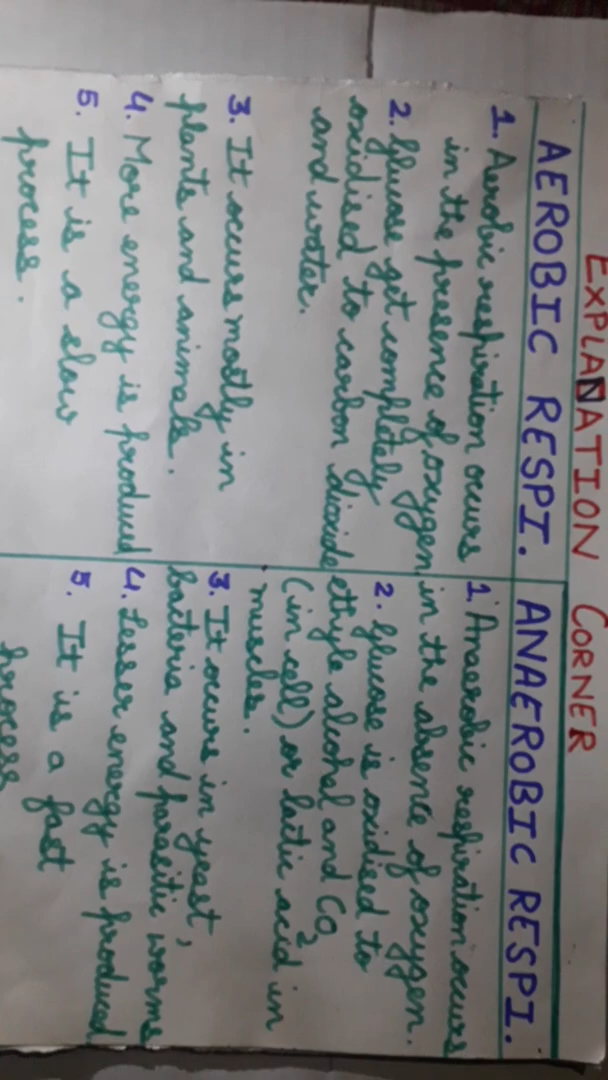 EXPLANATION CORNER
AEROBIC RESPI.
1. Aerobic respiration occurs
in the presence of oxygen.
2. Glucose get completely
oxidised to carbon dioxide
and water.
3. It occurs mostly in
plants and animals.
4. More energy is produced
5. It is a slow
process.
ANAEROBIC RESPI.
1. Anaerobic respiration occurs
in the absence of oxygen.
2. Glucose is oxidised to
ethyle alcohol and CO2
(in cell) or lactic acid in
muscles.
3. It occurs in yeast,
bacteria and parasitic worms
4. Lesser energy is produced
5. It is a fast
process